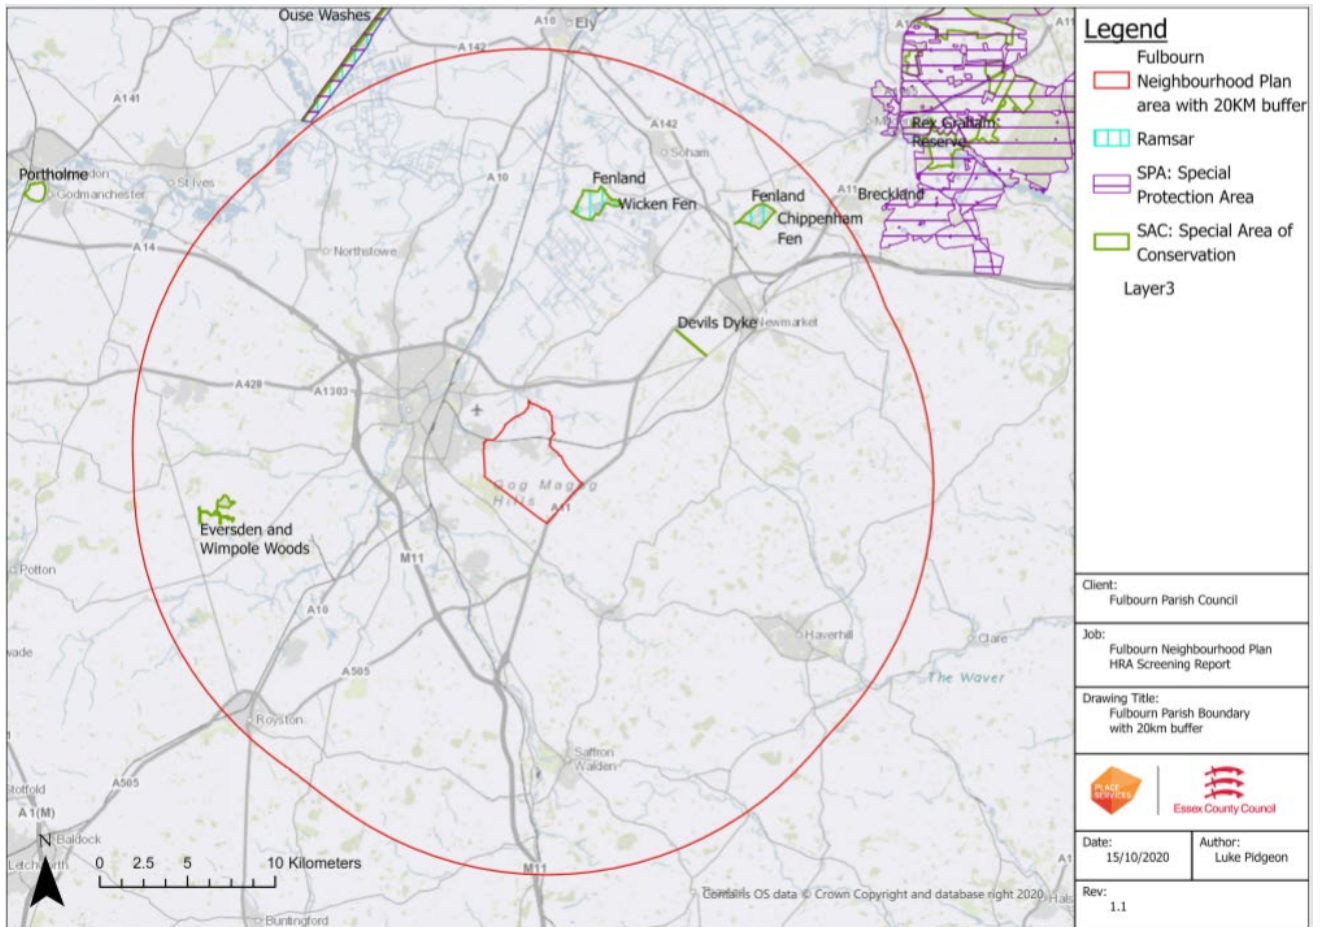 Ouse Washes
A10
Ely
A11
A142
A141
A142
Rex Graham
Reserve
Soham
Portholme
Godmanchester
St Ives
A10
Fenland
Wicken Fen
Fenland
Chippenham
Fen
A11
Breckland
A14
Northstowe
Devils Dyke
Newmarket
A428
A1303
Gog Magog
Hills
A11
Eversden and
Wimpole Woods
M11
Potton
A10
Haverhill
Clare
A505
The Waver
Royston
Saffron
Walden
A505
A1(M)
Baldock
N
0 2.5 5 10 Kilometers
M11
Contains OS data © Crown Copyright and database right 2020
Buntingford
Legend
Fulbourn
Neighbourhood Plan
area with 20KM buffer
Ramsar
SPA: Special
Protection Area
SAC: Special Area of
Conservation
Layer3
Client:
Fulbourn Parish Council
Job:
Fulbourn Neighbourhood Plan
HRA Screening Report
Drawing Title:
Fulbourn Parish Boundary
with 20km buffer
PLACE
SERVICES
Essex County Council
Date:
15/10/2020
Author:
Luke Pidgeon
Rev:
1.1